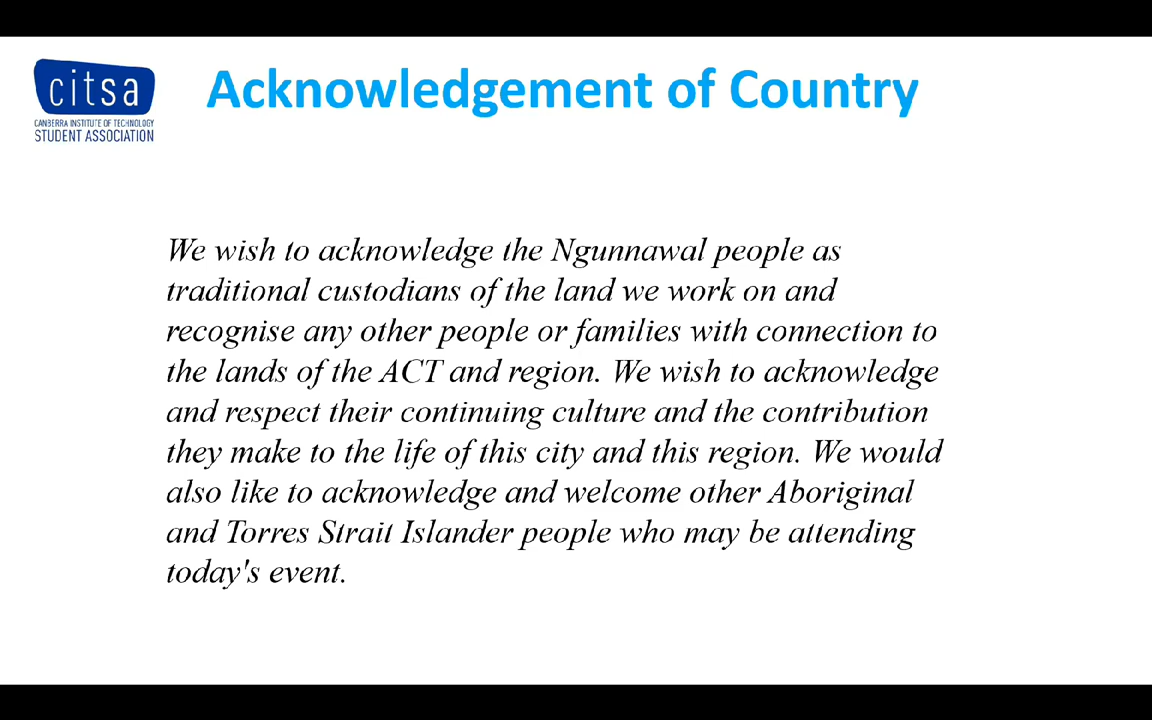 citsa
CANBERRA INSTITUTE OF TECHNOLOGY
STUDENT ASSOCIATION
Acknowledgement of Country
We wish to acknowledge the Ngunnawal people as
traditional custodians of the land we work on and
recognise any other people or families with connection to
the lands of the ACT and region. We wish to acknowledge
and respect their continuing culture and the contribution
they make to the life of this city and this region. We would
also like to acknowledge and welcome other Aboriginal
and Torres Strait Islander people who may be attending
today's event.